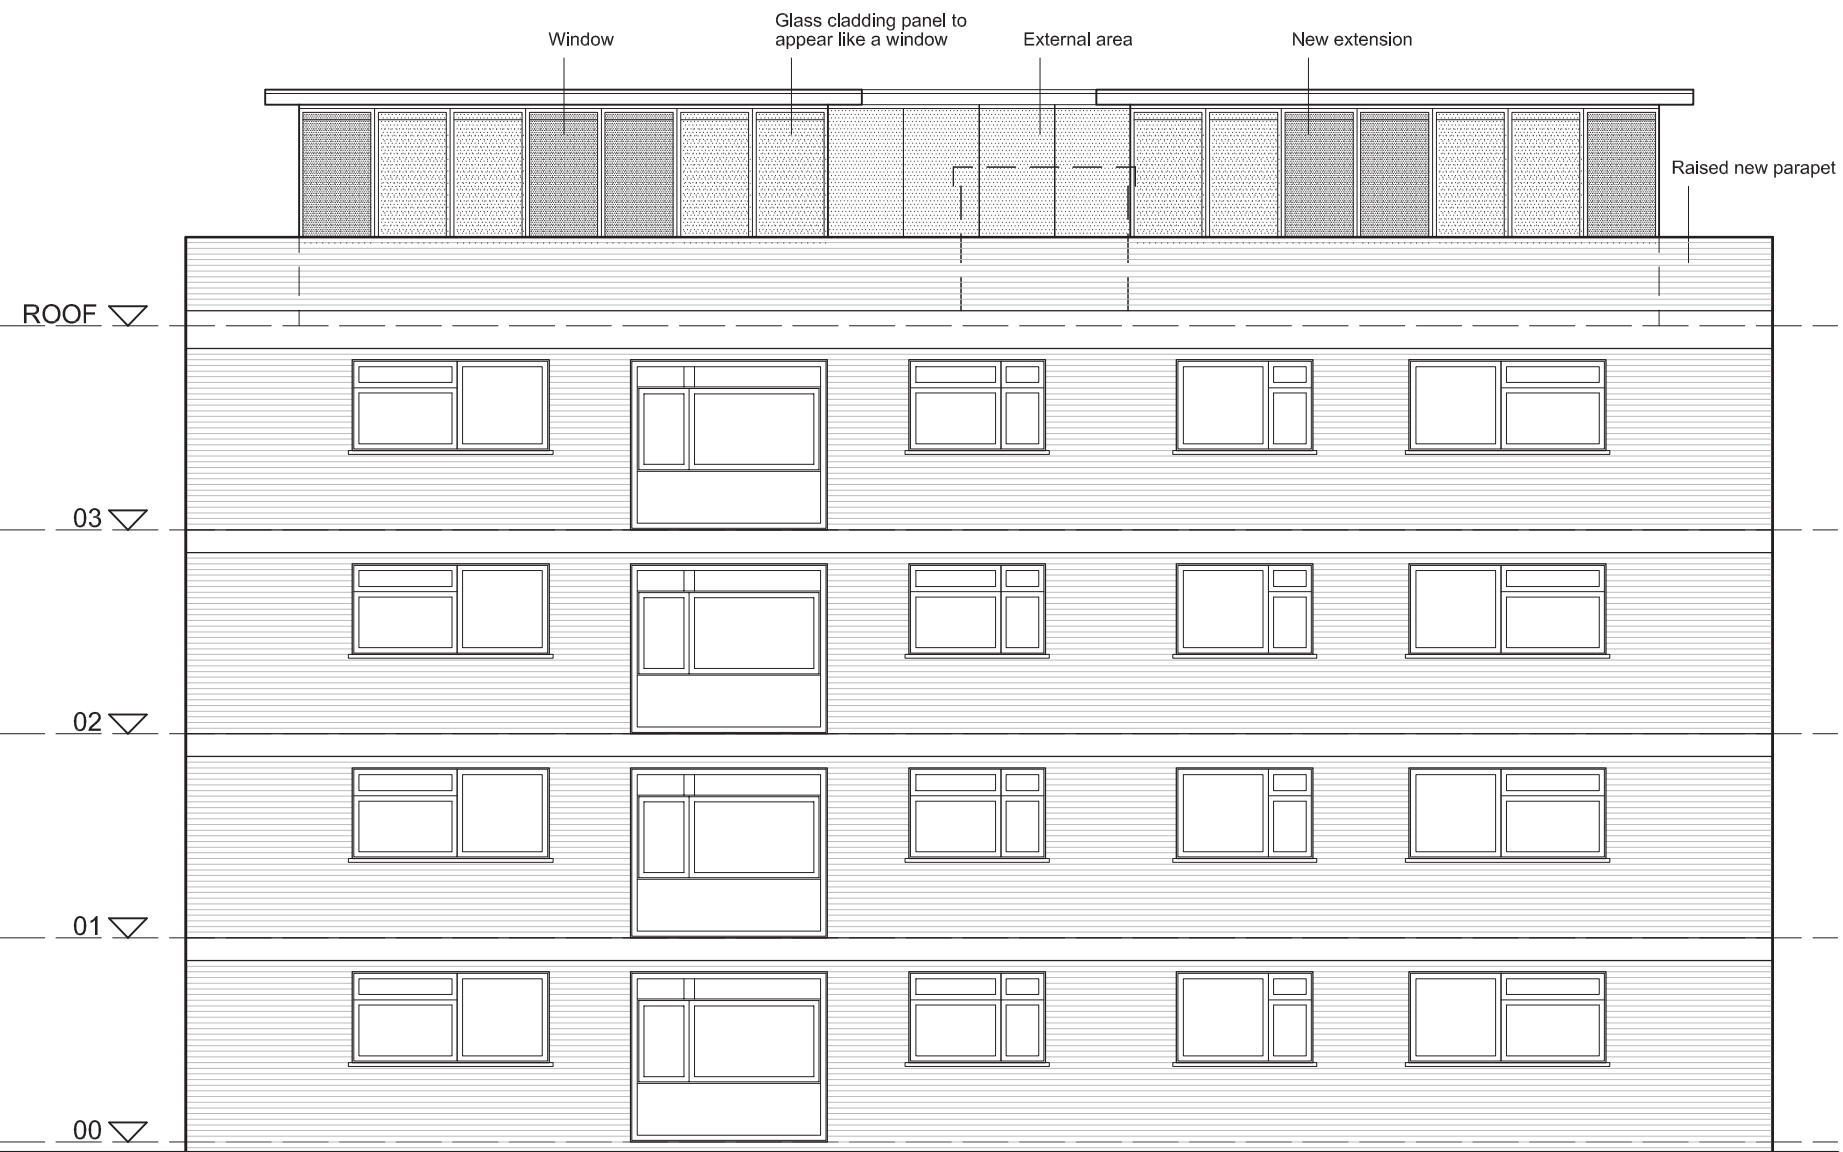 Glass cladding panel to
appear like a window
Window
External area
New extension
Raised new parapet
ROOF
03
02
01
00